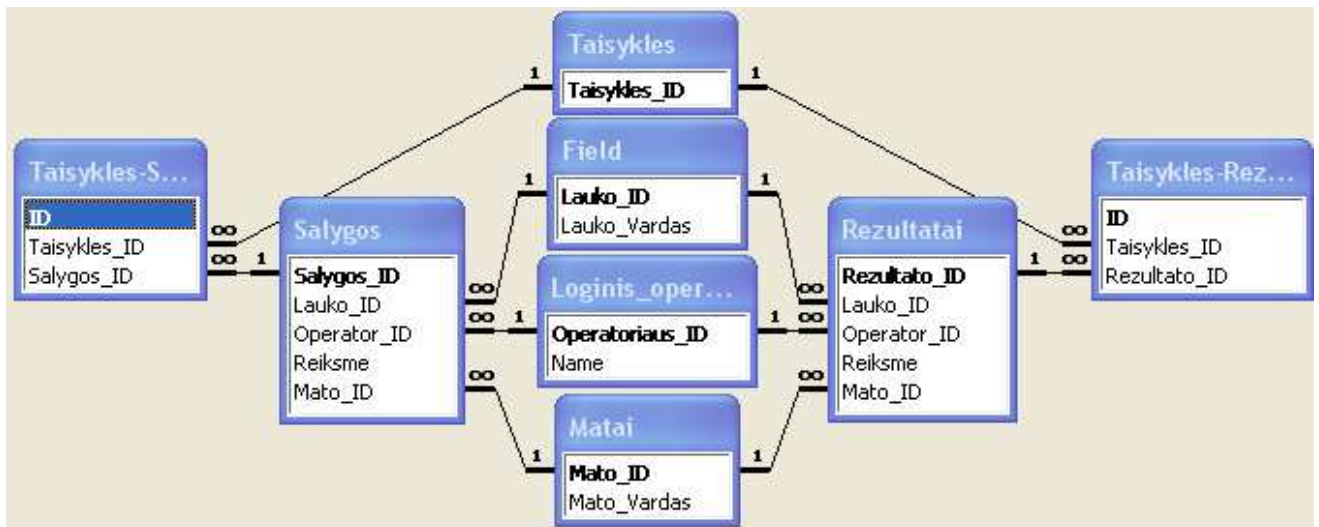 Taisykles
Taisykles_ID
1
1
Taisykles-S...
ID
Taisykles_ID
Salygos_ID
∞
∞
1
Salygos
Salygos_ID
Lauko_ID
Operator_ID
Reiksme
Mato_ID
∞
∞
∞
1
1
1
Field
Lauko_ID
Lauko_Vardas
1
Loginis_oper...
Operatoriaus_ID
Name
1
Matai
Mato_ID
Mato_Vardas
1
∞
∞
∞
Rezultatai
Rezultato_ID
Lauko_ID
Operator_ID
Reiksme
Mato_ID
1
∞
∞
Taisykles-Rez...
ID
Taisykles_ID
Rezultato_ID